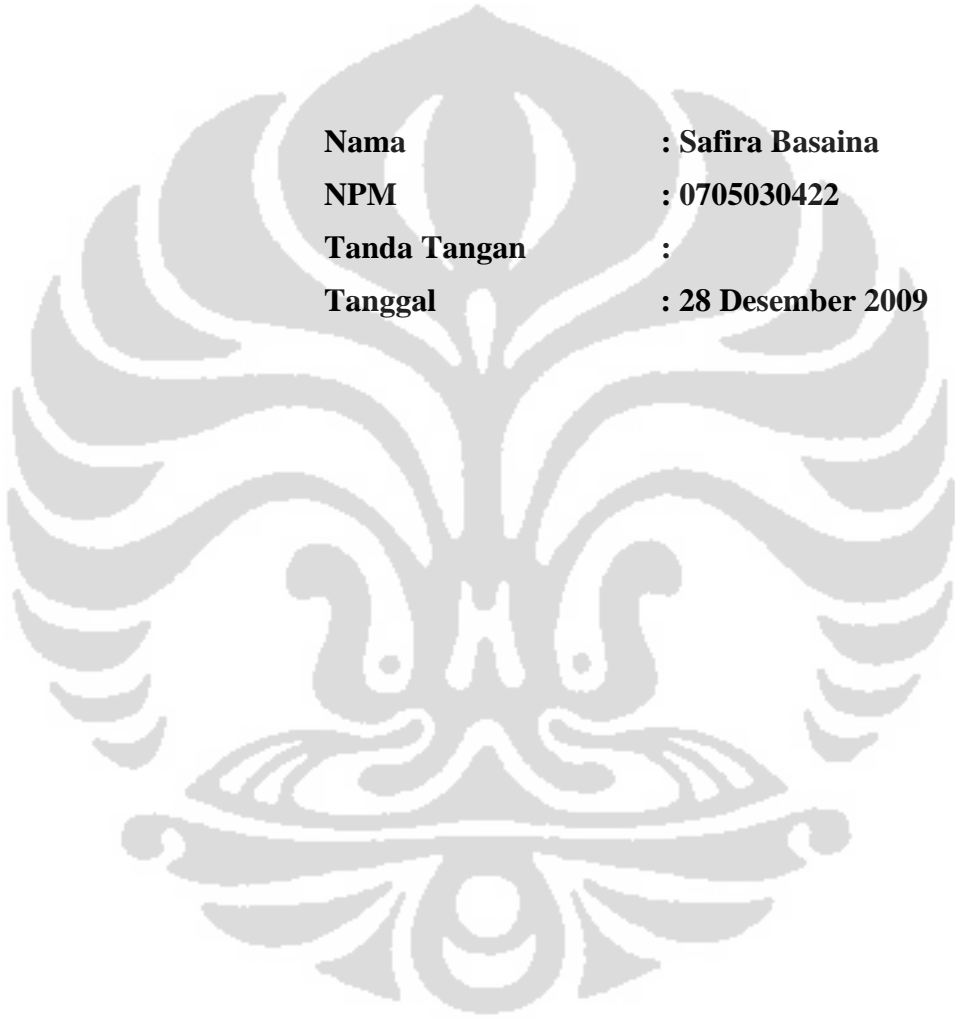 Nama : Safira Basaina
NPM : 0705030422
Tanda Tangan :
Tanggal : 28 Desember 2009